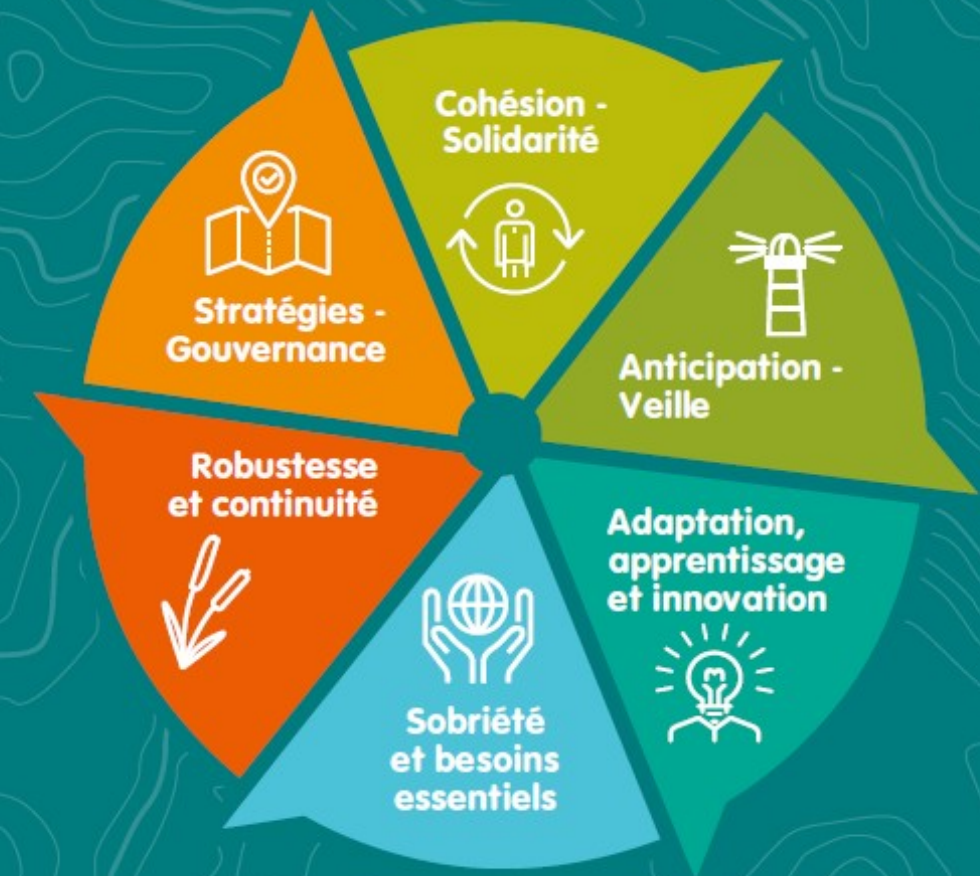 Cohésion -
Solidarité
Anticipation -
Veille
Adaptation,
apprentissage
et innovation
Sobriété
et besoins
essentiels
Robustesse
et continuité
Stratégies -
Gouvernance